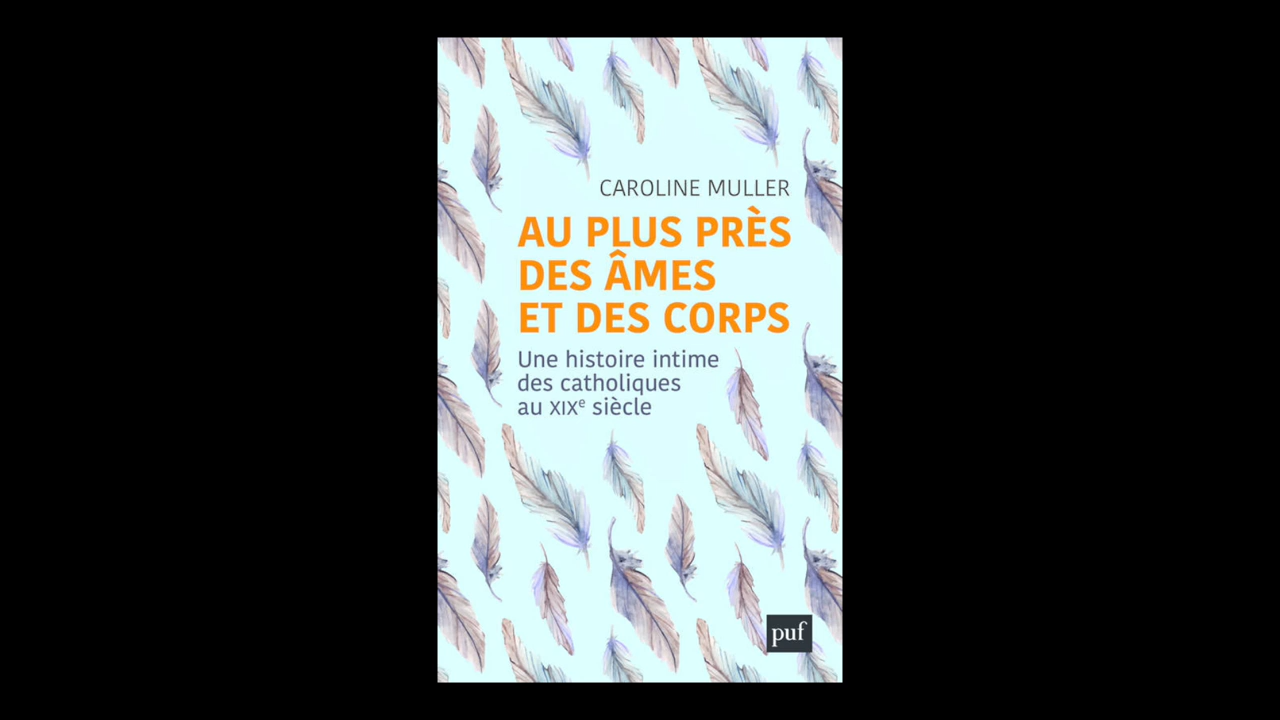 CAROLINE MULLER
AU PLUS PRÈS
DES ÂMES
ET DES CORPS
Une histoire intime
des catholiques
au XIXe siècle
puf